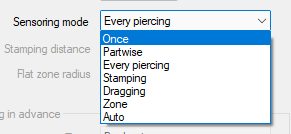 Sensoring mode Every piercing
Once
Stamping distance Partwise
Every piercing
Flat zone radius Stamping
Dragging
Zone
g in advance Auto